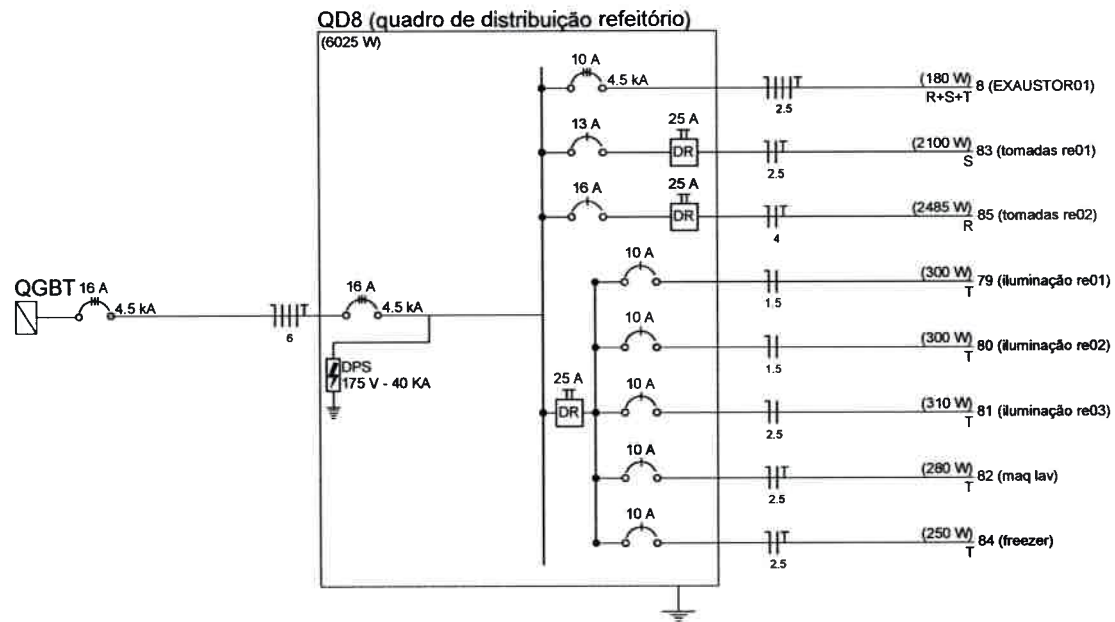 QD8 (quadro de distribuição refeitório)
(6025 W)
10 A
4.5 kA
T
2.5
(180 W)
R+S+T
8 (EXAUSTOR01)
13 A
25 A
DR
T
2.5
(2100 W)
S
83 (tomadas re01)
16 A
25 A
DR
T
4
(2485 W)
R
85 (tomadas re02)
10 A
1.5
(300 W)
T
79 (iluminação re01)
QGBT
16 A
4.5 kA
T
6
16 A
4.5 kA
10 A
1.5
(300 W)
T
80 (iluminação re02)
DPS
175 V - 40 KA
25 A
DR
10 A
2.5
(310 W)
T
81 (iluminação re03)
10 A
T
2.5
(280 W)
T
82 (maq lav)
10 A
T
2.5
(250 W)
T
84 (freezer)